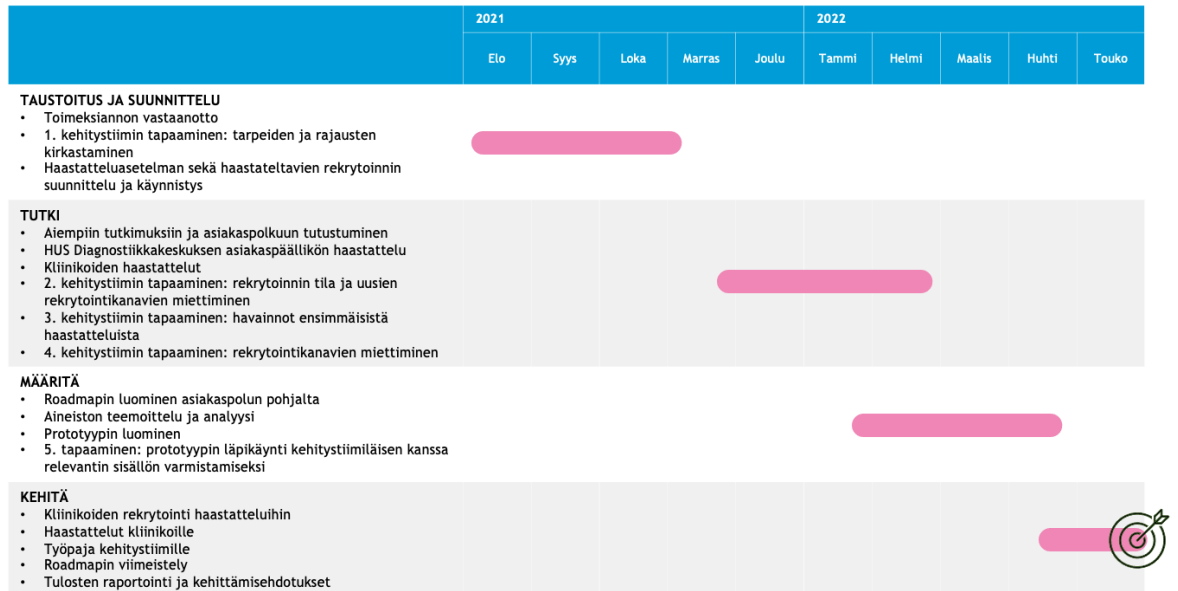 2021 2022
Elo Syys Loka Marras Joulu Tammi Helmi Maalis Huhti Touko
TAUSTOITUS JA SUUNNITTELU
• Toimeksiannon vastaanotto
• 1. kehitystiimin tapaaminen: tarpeiden ja rajausten
kirkastaminen
• Haastatteluasetelman sekä haastateltavien rekrytoinnin
suunnittelu ja käynnistys
TUTKI
• Aiempiin tutkimuksiin ja asiakaspolkuun tutustuminen
• HUS Diagnostiikkakeskuksen asiakaspäällikön haastattelu
• Kliinikoiden haastattelut
• 2. kehitystiimin tapaaminen: rekrytoinnin tila ja uusien
rekrytointikanavien miettiminen
• 3. kehitystiimin tapaaminen: havainnot ensimmäisistä
haastatteluista
• 4. kehitystiimin tapaaminen: rekrytointikanavien miettiminen
MÄÄRITÄ
• Roadmapin luominen asiakaspolun pohjalta
• Aineiston teemoittelu ja analyysi
• Prototyypin luominen
• 5. tapaaminen: prototyypin läpikäynti kehitystiimiläisen kanssa
relevantin sisällön varmistamiseksi
KEHITÄ
• Kliinikoiden rekrytointi haastatteluihin
• Haastattelut kliinikoille
• Työpaja kehitystiimille
• Roadmapin viimeistely
• Tulosten raportointi ja kehittämisehdotukset